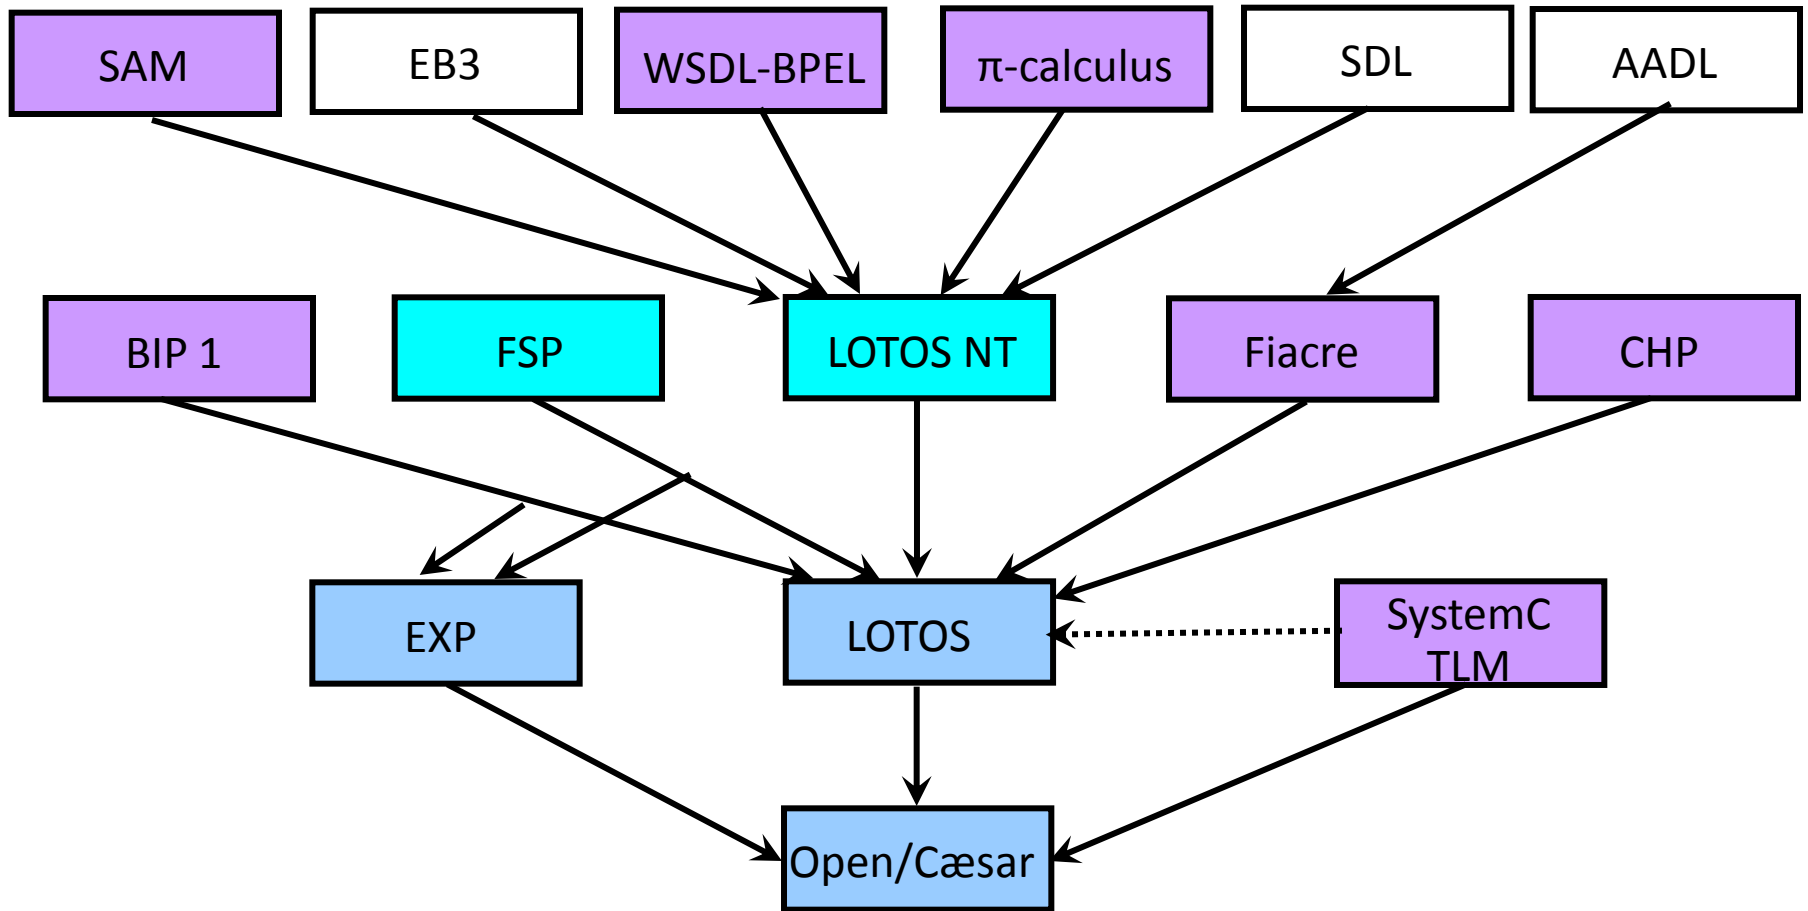 SAM
EB3
WSDL-BPEL
π-calculus
SDL
AADL
BIP 1
FSP
LOTOS NT
Fiacre
CHP
EXP
LOTOS
SystemC
TLM
Open/Cæsar